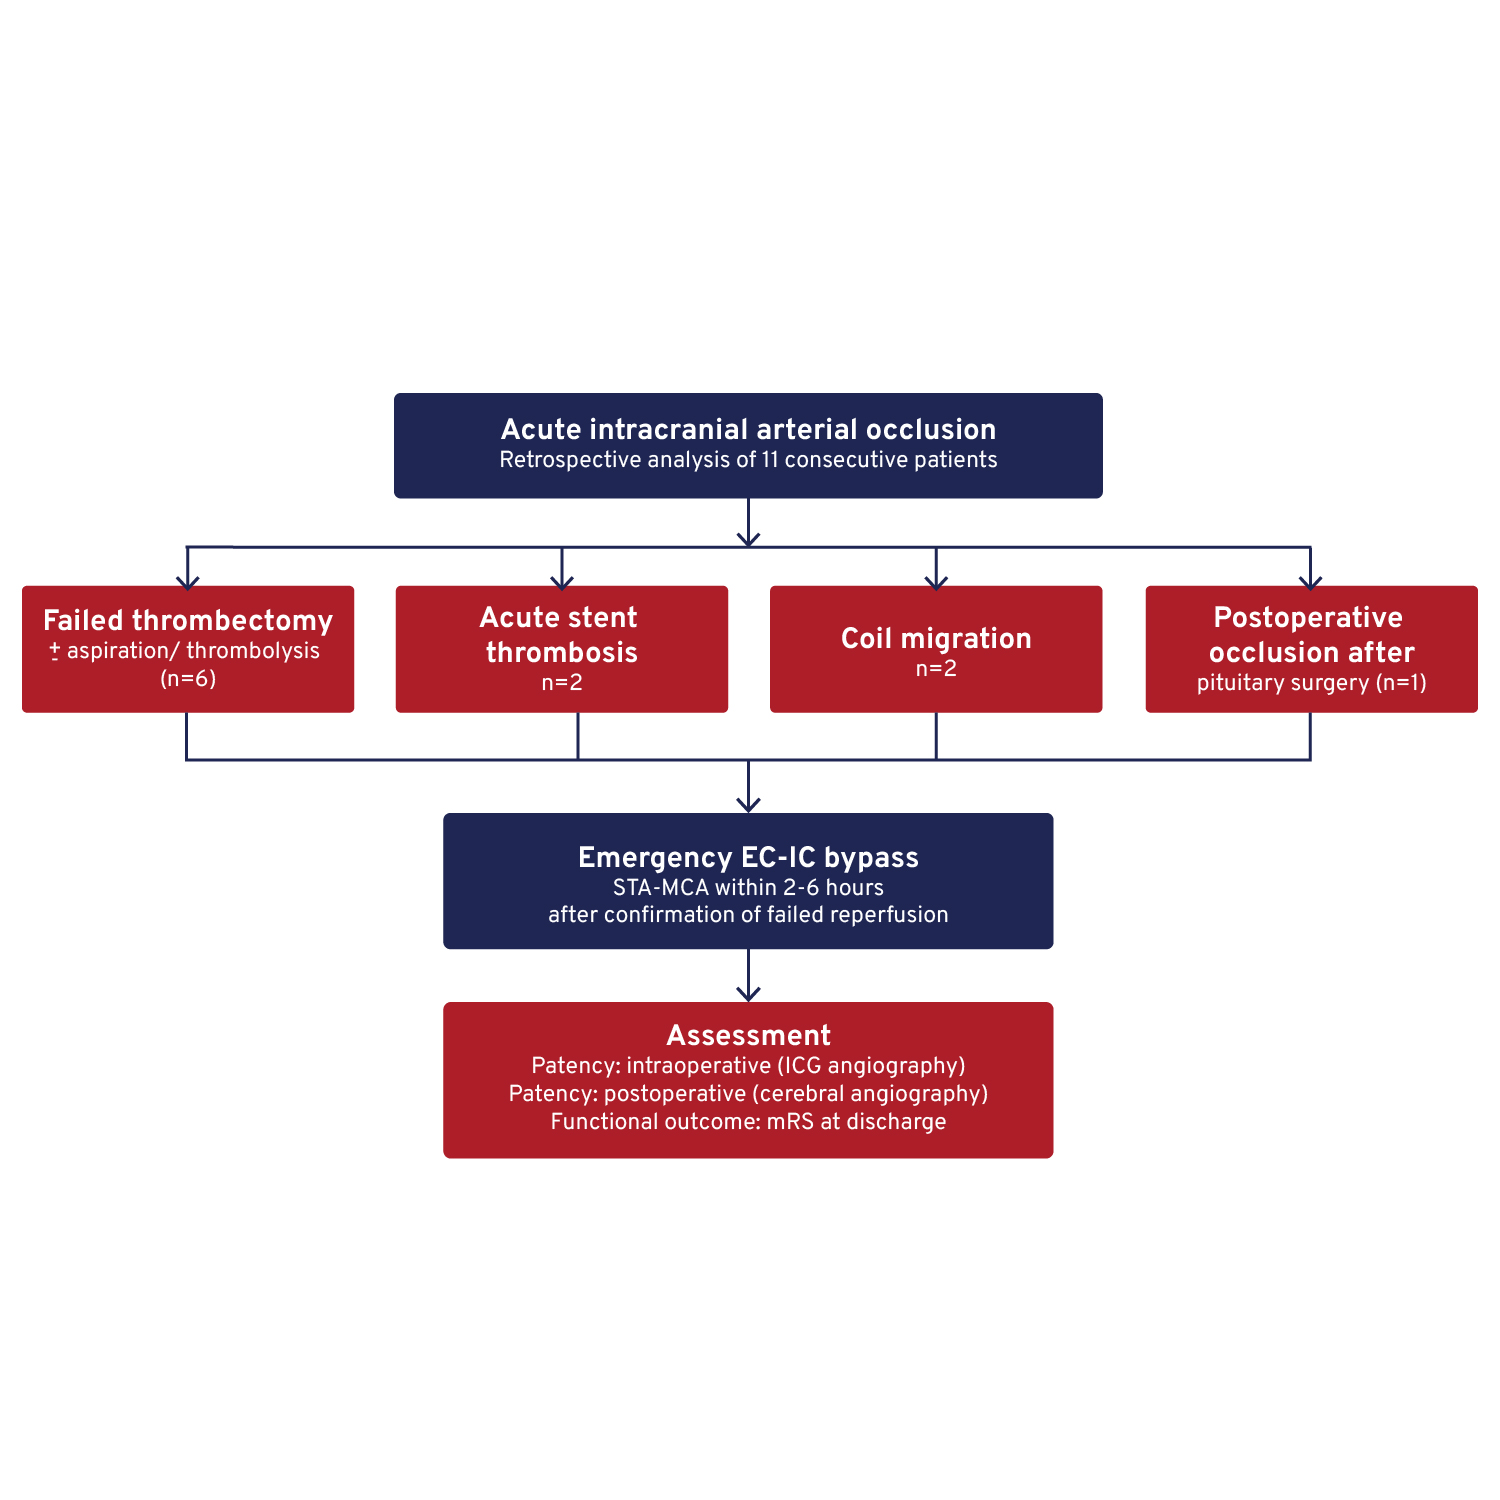 Acute intracranial arterial occlusion
Retrospective analysis of 11 consecutive patients
Failed thrombectomy
± aspiration/ thrombolysis
(n=6)
Acute stent
thrombosis
n=2
Coil migration
n=2
Postoperative
occlusion after
pituitary surgery (n=1)
Emergency EC-IC bypass
STA-MCA within 2-6 hours
after confirmation of failed reperfusion
Assessment
Patency: intraoperative (ICG angiography)
Patency: postoperative (cerebral angiography)
Functional outcome: mRS at discharge